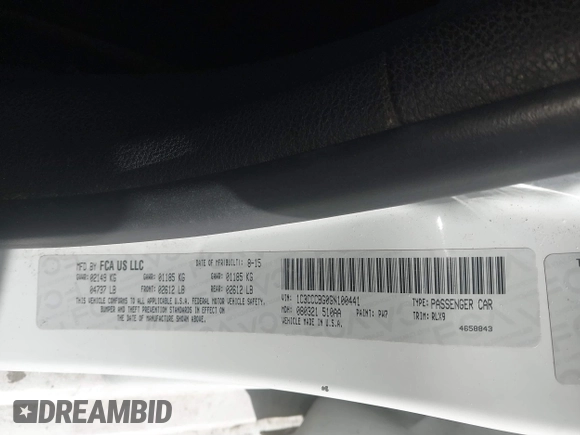 MFD BY FCA US LLC
DATE OF MFR(BUILT): 8-15
GVWR: 02149 KG GAWR: 01185 KG GAWR: 01185 KG
04737 LB FRONT: 02612 LB REAR: 02612 LB
THIS VEHICLE CONFORMS TO ALL APPLICABLE U.S.A. FEDERAL MOTOR VEHICLE SAFETY,
BUMPER AND THEFT PREVENTION STANDARDS IN EFFECT ON THE DATE OF
MANUFACTURE SHOWN ABOVE.
VIN: 1C3CCCBG0GN100441
TYPE: PASSENGER CAR
MDH: 080321 510AA PAINT: PW7 TRIM: RLX9
VEHICLE MADE IN U.S.A.
4658843
DREAMBID